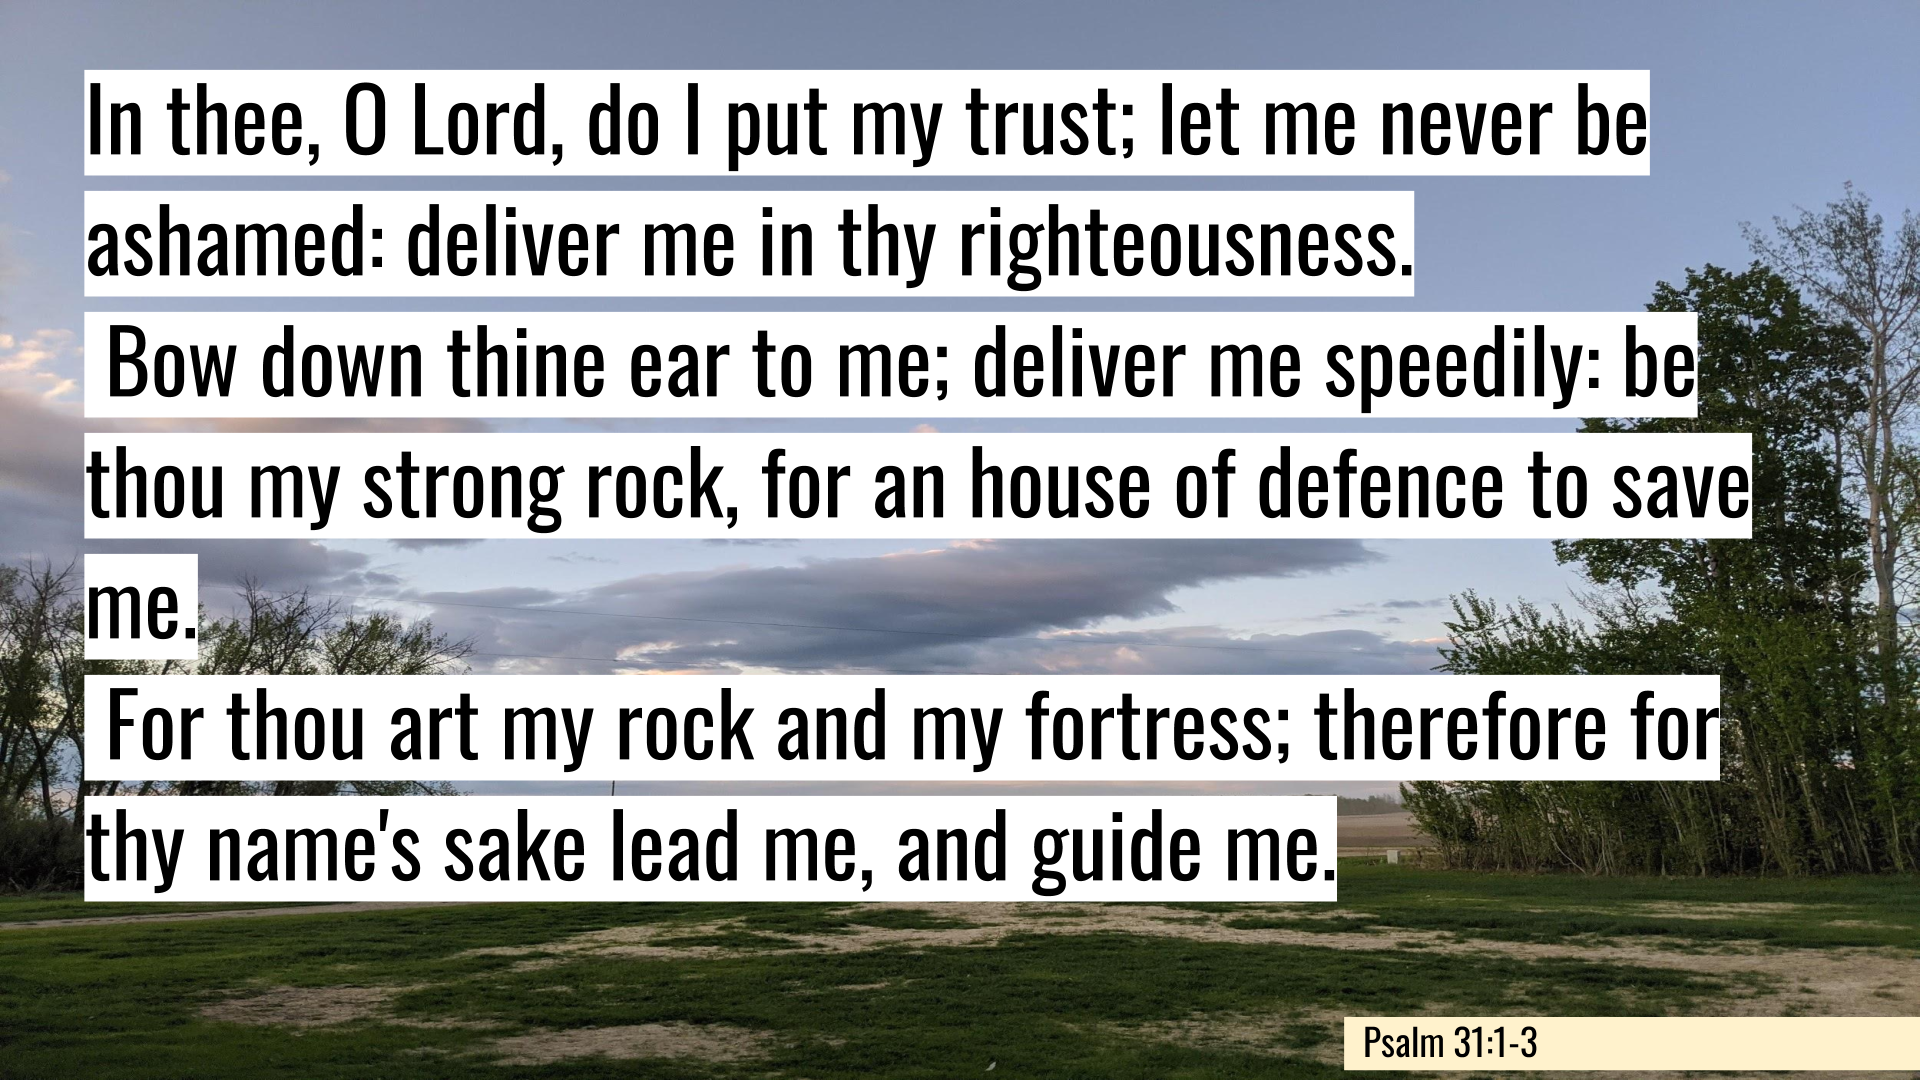 In thee, O Lord, do I put my trust; let me never be
ashamed: deliver me in thy righteousness.
Bow down thine ear to me; deliver me speedily: be
thou my strong rock, for an house of defence to save
me.
For thou art my rock and my fortress; therefore for
thy name's sake lead me, and guide me.
Psalm 31:1-3